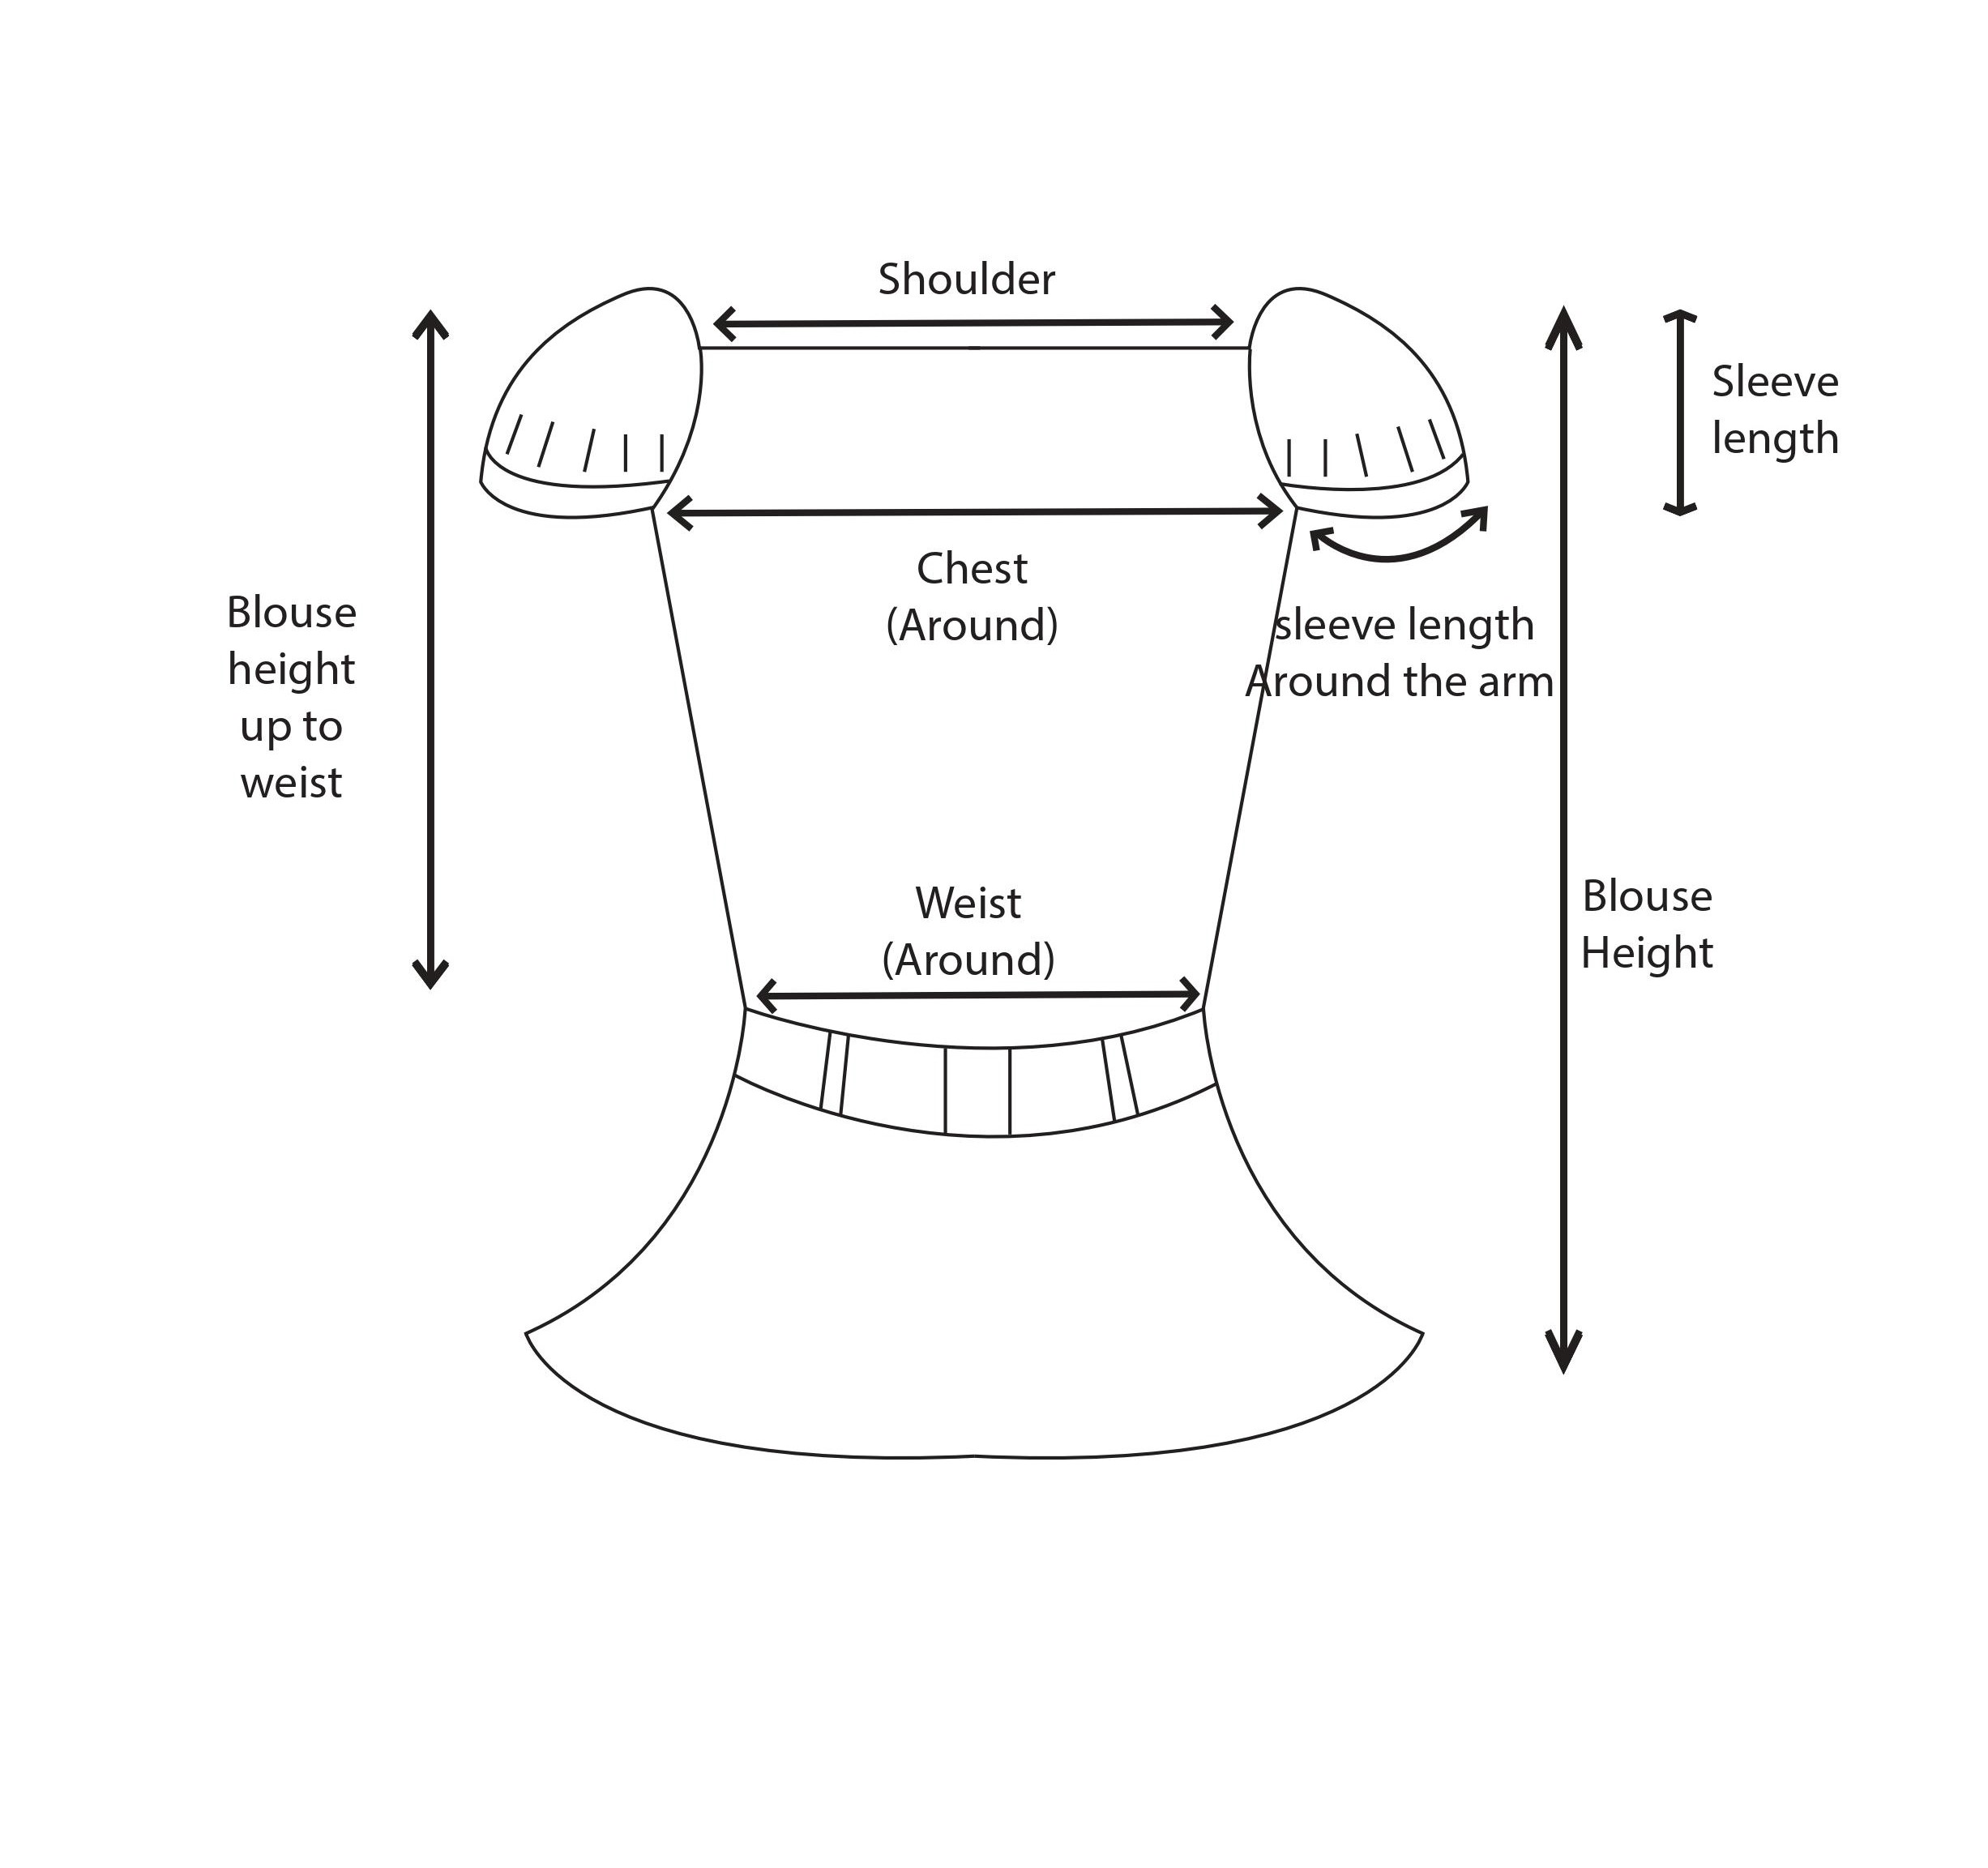 Shoulder
Sleeve
length
Chest
(Around)
Blouse
height
up to
weist
sleeve length
Around the arm
Weist
(Around)
Blouse
Height